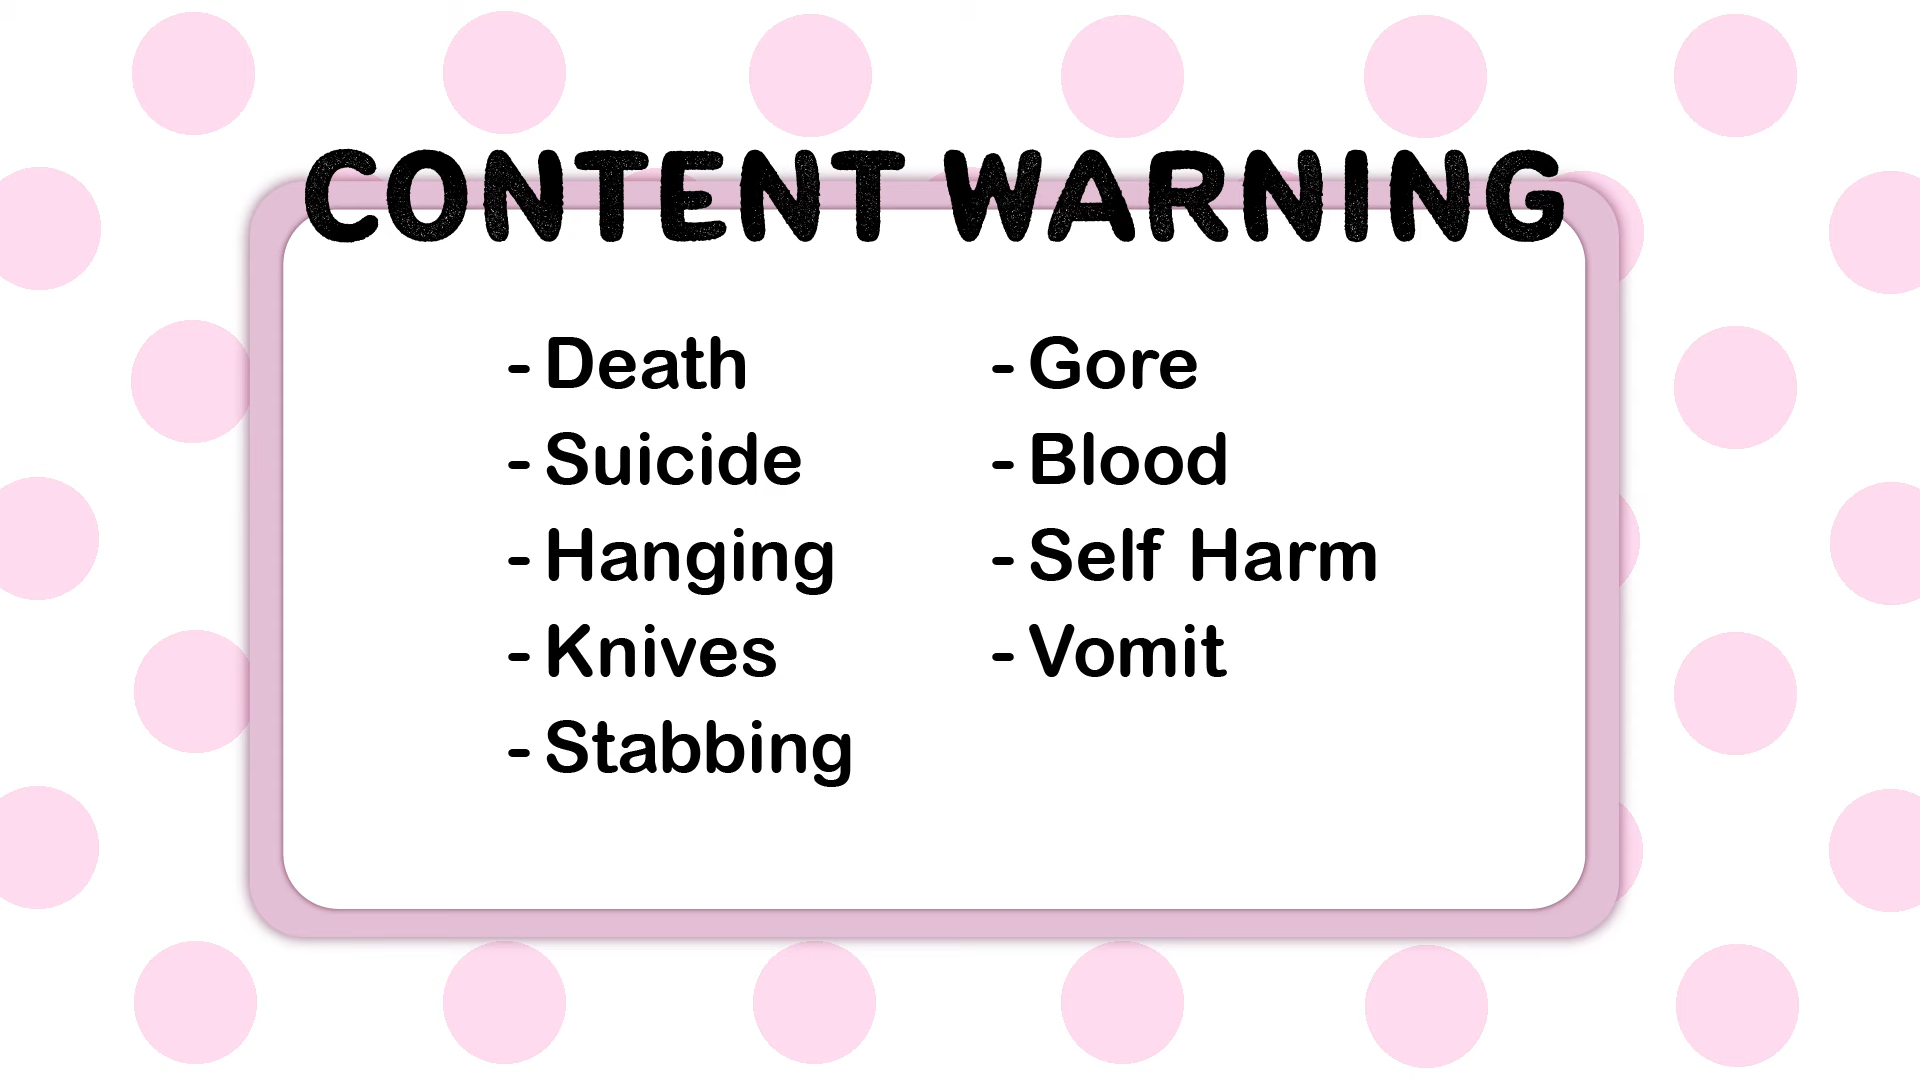 CONTENT WARNING
- Death
- Suicide
- Hanging
- Knives
- Stabbing
- Gore
- Blood
- Self Harm
- Vomit